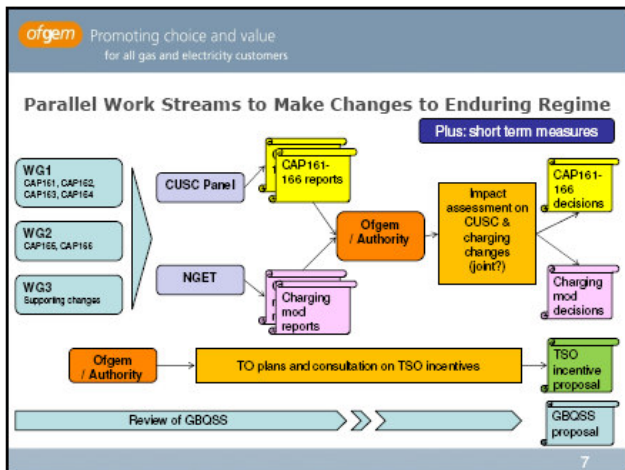 ofgem
Promoting choice and value
for all gas and electricity customers
Parallel Work Streams to Make Changes to Enduring Regime
Plus: short term measures
WG1
CAP161, CAP162,
CAP163, CAP164
WG2
CAP165, CAP166
WG3
Supporting changes
CUSC Panel
NGET
CAP161-
166 reports
Charging
mod
reports
Ofgem
/ Authority
Impact
assessment on
CUSC &
charging
changes
(joint?)
CAP161-
166
decisions
Charging
mod
decisions
Ofgem
/ Authority
TO plans and consultation on TSO incentives
TSO
incentive
proposal
Review of GBQSS
GBQSS
proposal
7